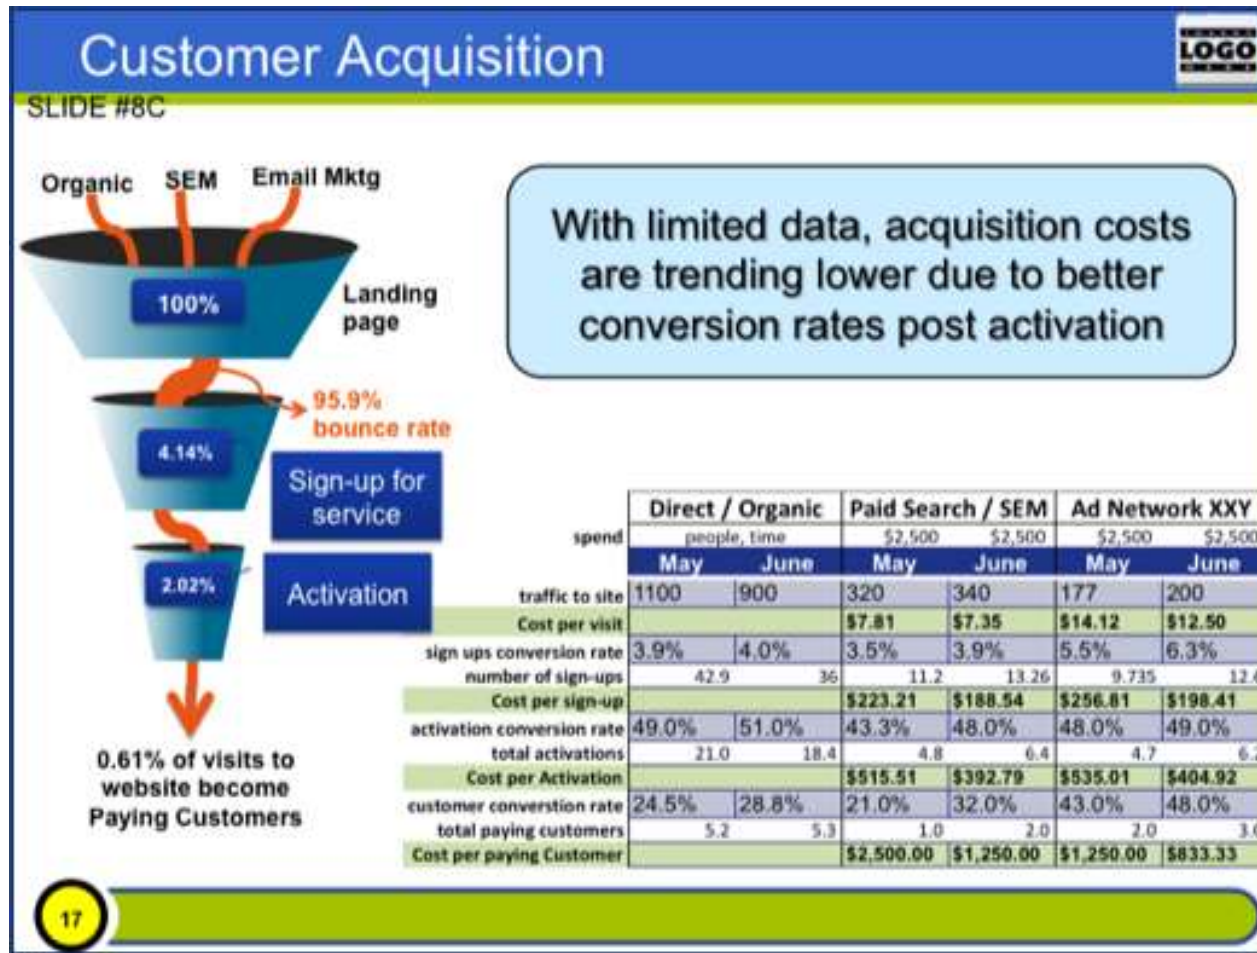 Customer Acquisition
LOGO
SLIDE #8C
Organic SEM Email Mktg
100%
Landing
page
95.9%
bounce rate
4.14%
Sign-up for
service
2.02%
Activation
0.61% of visits to
website become
Paying Customers
With limited data, acquisition costs
are trending lower due to better
conversion rates post activation
Direct / Organic Paid Search / SEM Ad Network XXY
spend people, time $2,500 $2,500 $2,500 $2,500
May June May June May June
traffic to site 1100 900 320 340 177 200
Cost per visit $7.81 $7.35 $14.12 $12.50
sign ups conversion rate 3.9% 4.0% 3.5% 3.9% 5.5% 6.3%
number of sign-ups 42.9 36 11.2 13.26 9.735
Cost per sign-up $223.21 $188.54 $256.81 $198.41
activation conversion rate 49.0% 51.0% 43.3% 48.0% 48.0% 49.0%
total activations 21.0 18.4 4.8 6.4 4.7
Cost per Activation $515.51 $392.79 $535.01 $404.92
customer converstion rate 24.5% 28.8% 21.0% 32.0% 43.0% 48.0%
total paying customers 5.2 5.3 1.0 2.0 2.0
Cost per paying Customer $2,500.00 $1,250.00 $1,250.00 $833.33
17